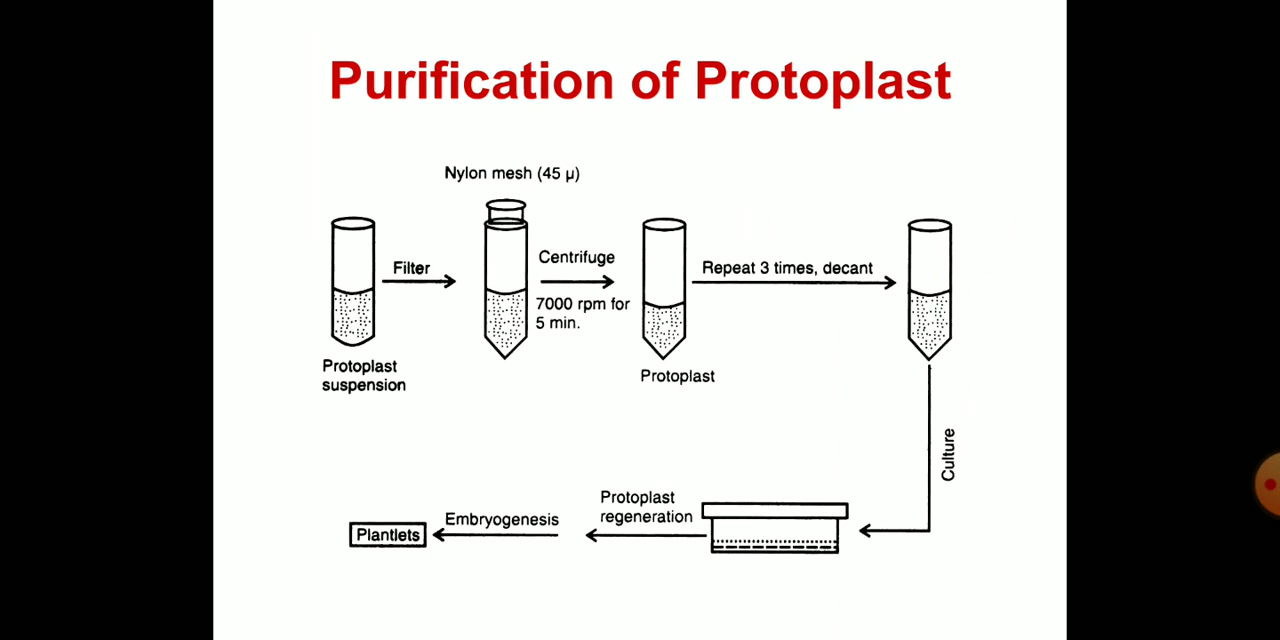 Purification of Protoplast
Nylon mesh (45 μ)
Filter
Centrifuge
7000 rpm for
5 min.
Repeat 3 times, decant
Protoplast
suspension
Protoplast
Culture
Protoplast
regeneration
Embryogenesis
Plantlets